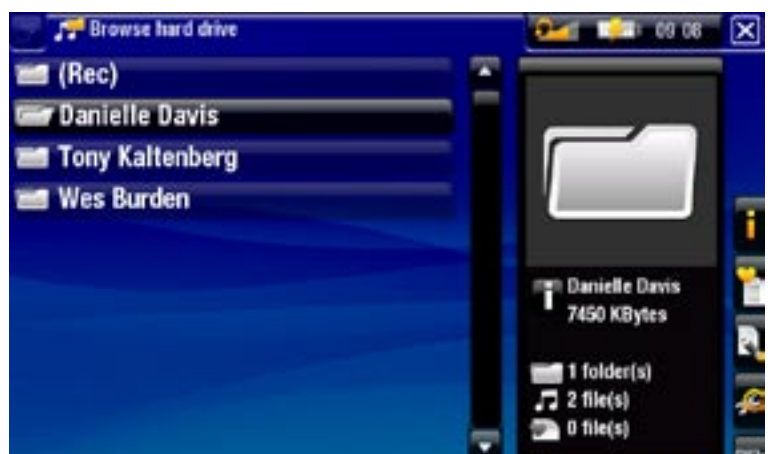 Browse hard drive
09 08
(Rec)
Danielle Davis
Tony Kaltenberg
Wes Burden
i
i
Danielle Davis
7450 KBytes
1 folder(s)
2 file(s)
0 file(s)